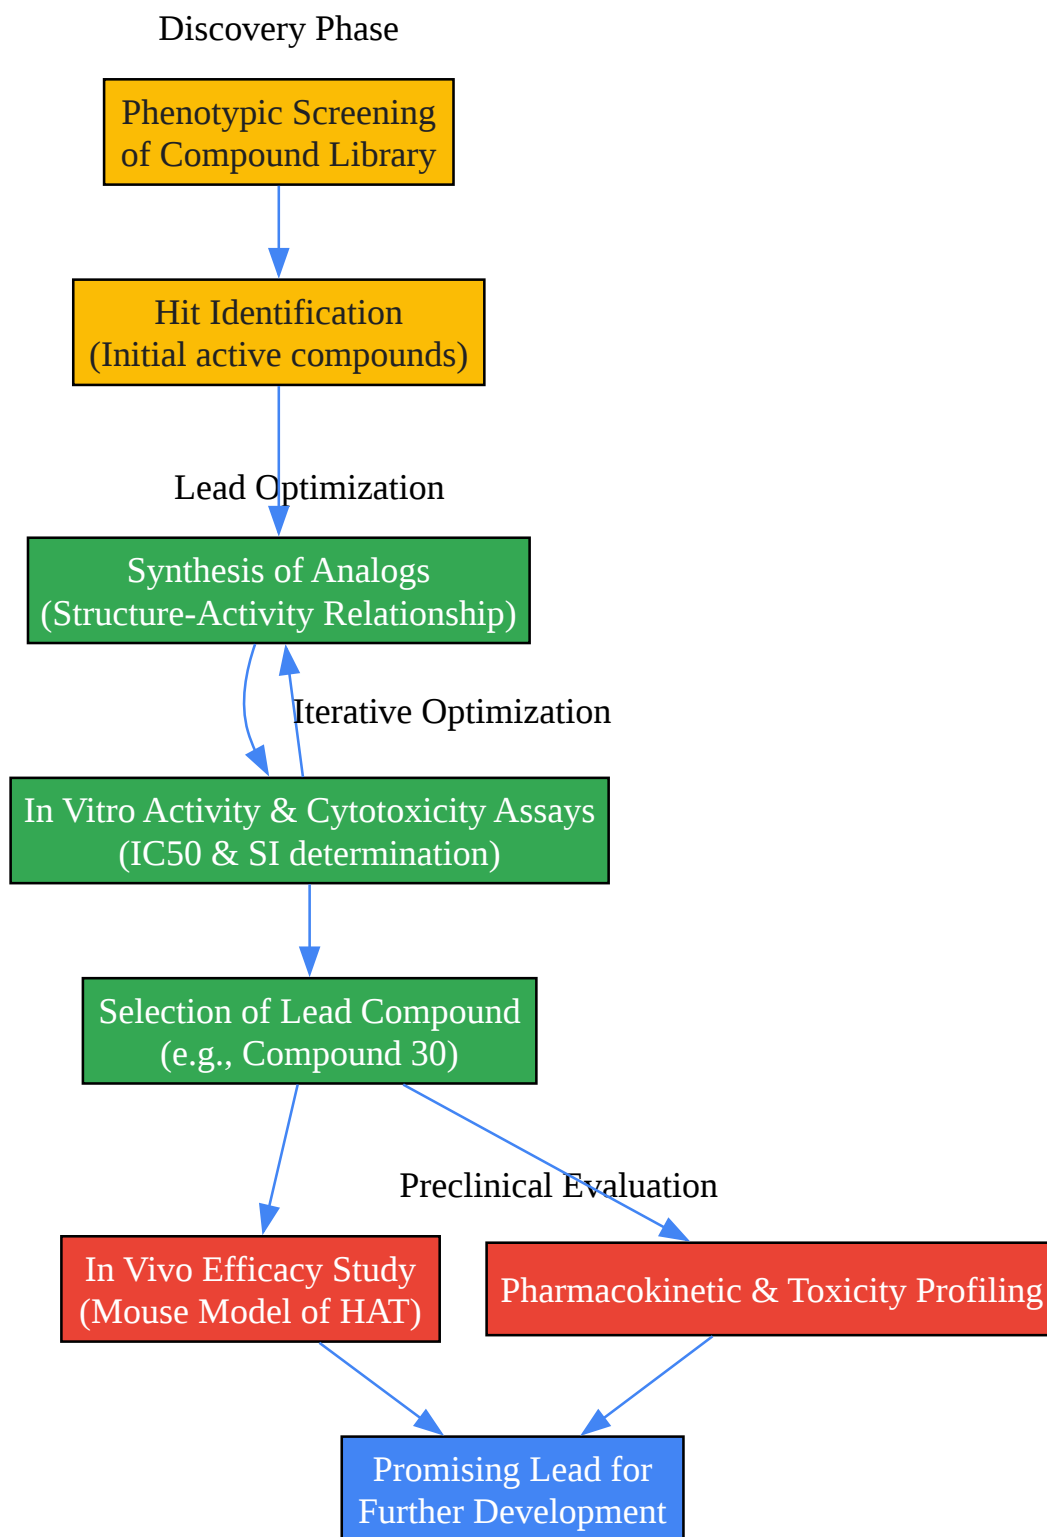 Discovery Phase
Phenotypic Screening
of Compound Library
Hit Identification
(Initial active compounds)
Lead Optimization
Synthesis of Analogs
(Structure-Activity Relationship)
Iterative Optimization
In Vitro Activity & Cytotoxicity Assays
(IC50 & SI determination)
Selection of Lead Compound
(e.g., Compound 30)
Preclinical Evaluation
In Vivo Efficacy Study
(Mouse Model of HAT)
Pharmacokinetic & Toxicity Profiling
Promising Lead for
Further Development